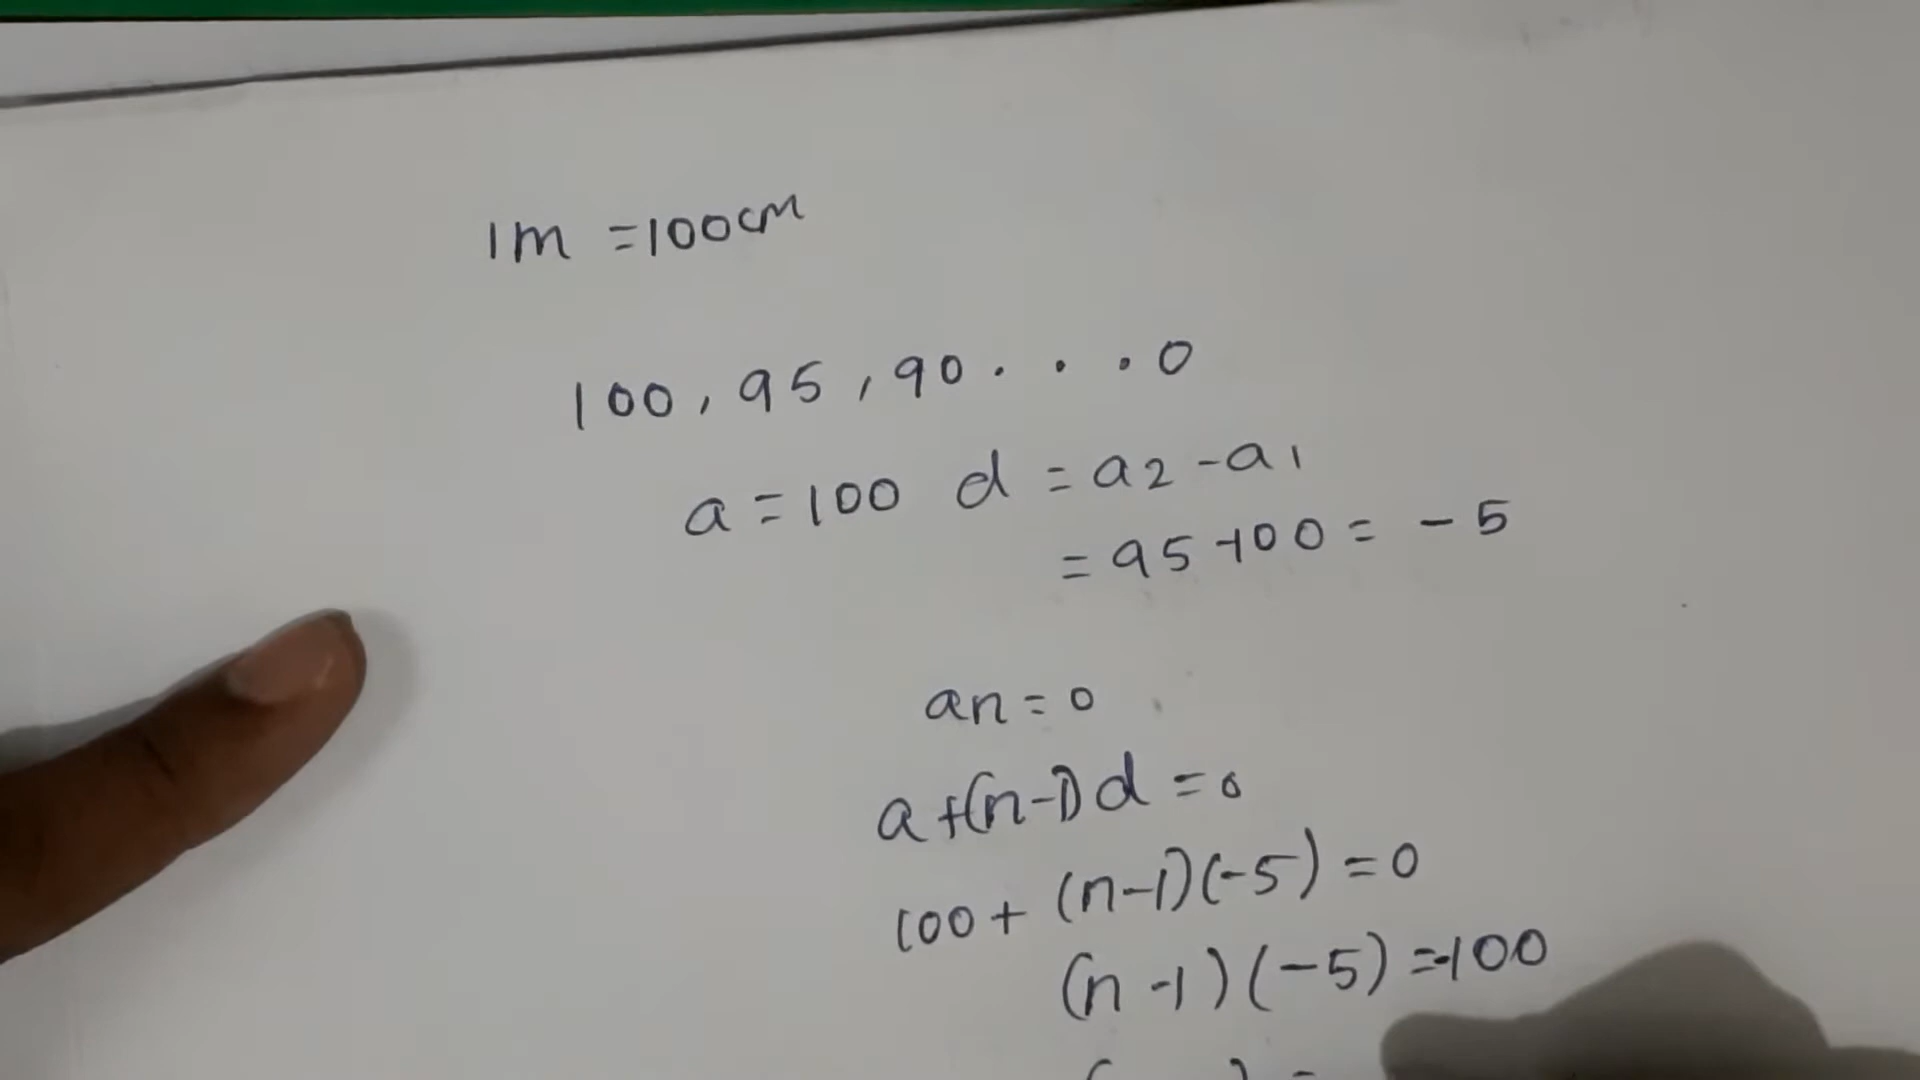 1m = 100cm
100, 95, 90 . . . 0
a = 100 d = a2 - a1
= 95 - 100 = - 5
an = 0
a + (n-1) d = 0
100 + (n-1)(-5) = 0
(n-1)(-5) = -100